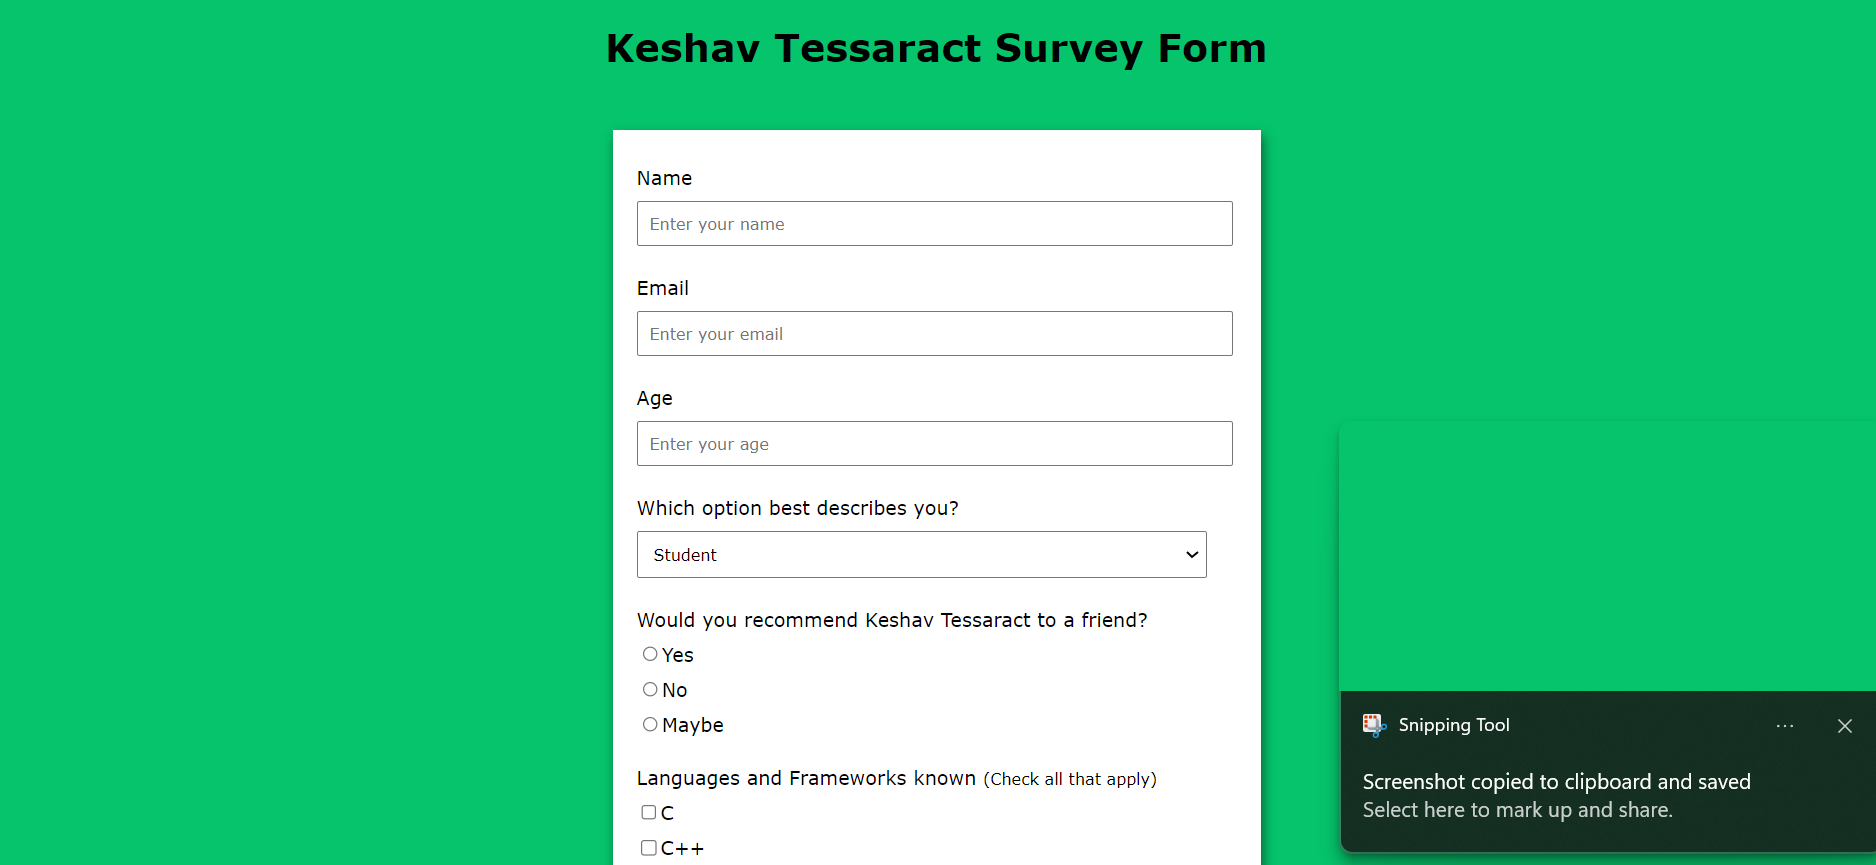 Keshav Tessaract Survey Form
Name
Enter your name
Email
Enter your email
Age
Enter your age
Which option best describes you?
Student
Would you recommend Keshav Tessaract to a friend?
Yes
No
Maybe
Languages and Frameworks known (Check all that apply)
C
C++
Snipping Tool
Screenshot copied to clipboard and saved
Select here to mark up and share.